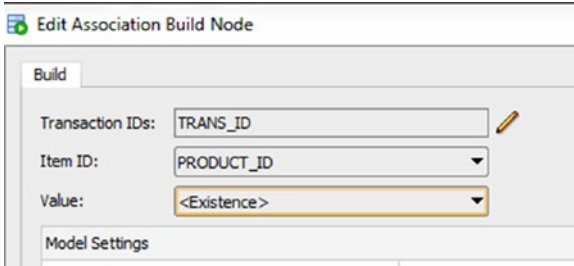 Edit Association Build Node
Build
Transaction IDs: TRANS_ID
Item ID: PRODUCT_ID
Value: <Existence>
Model Settings